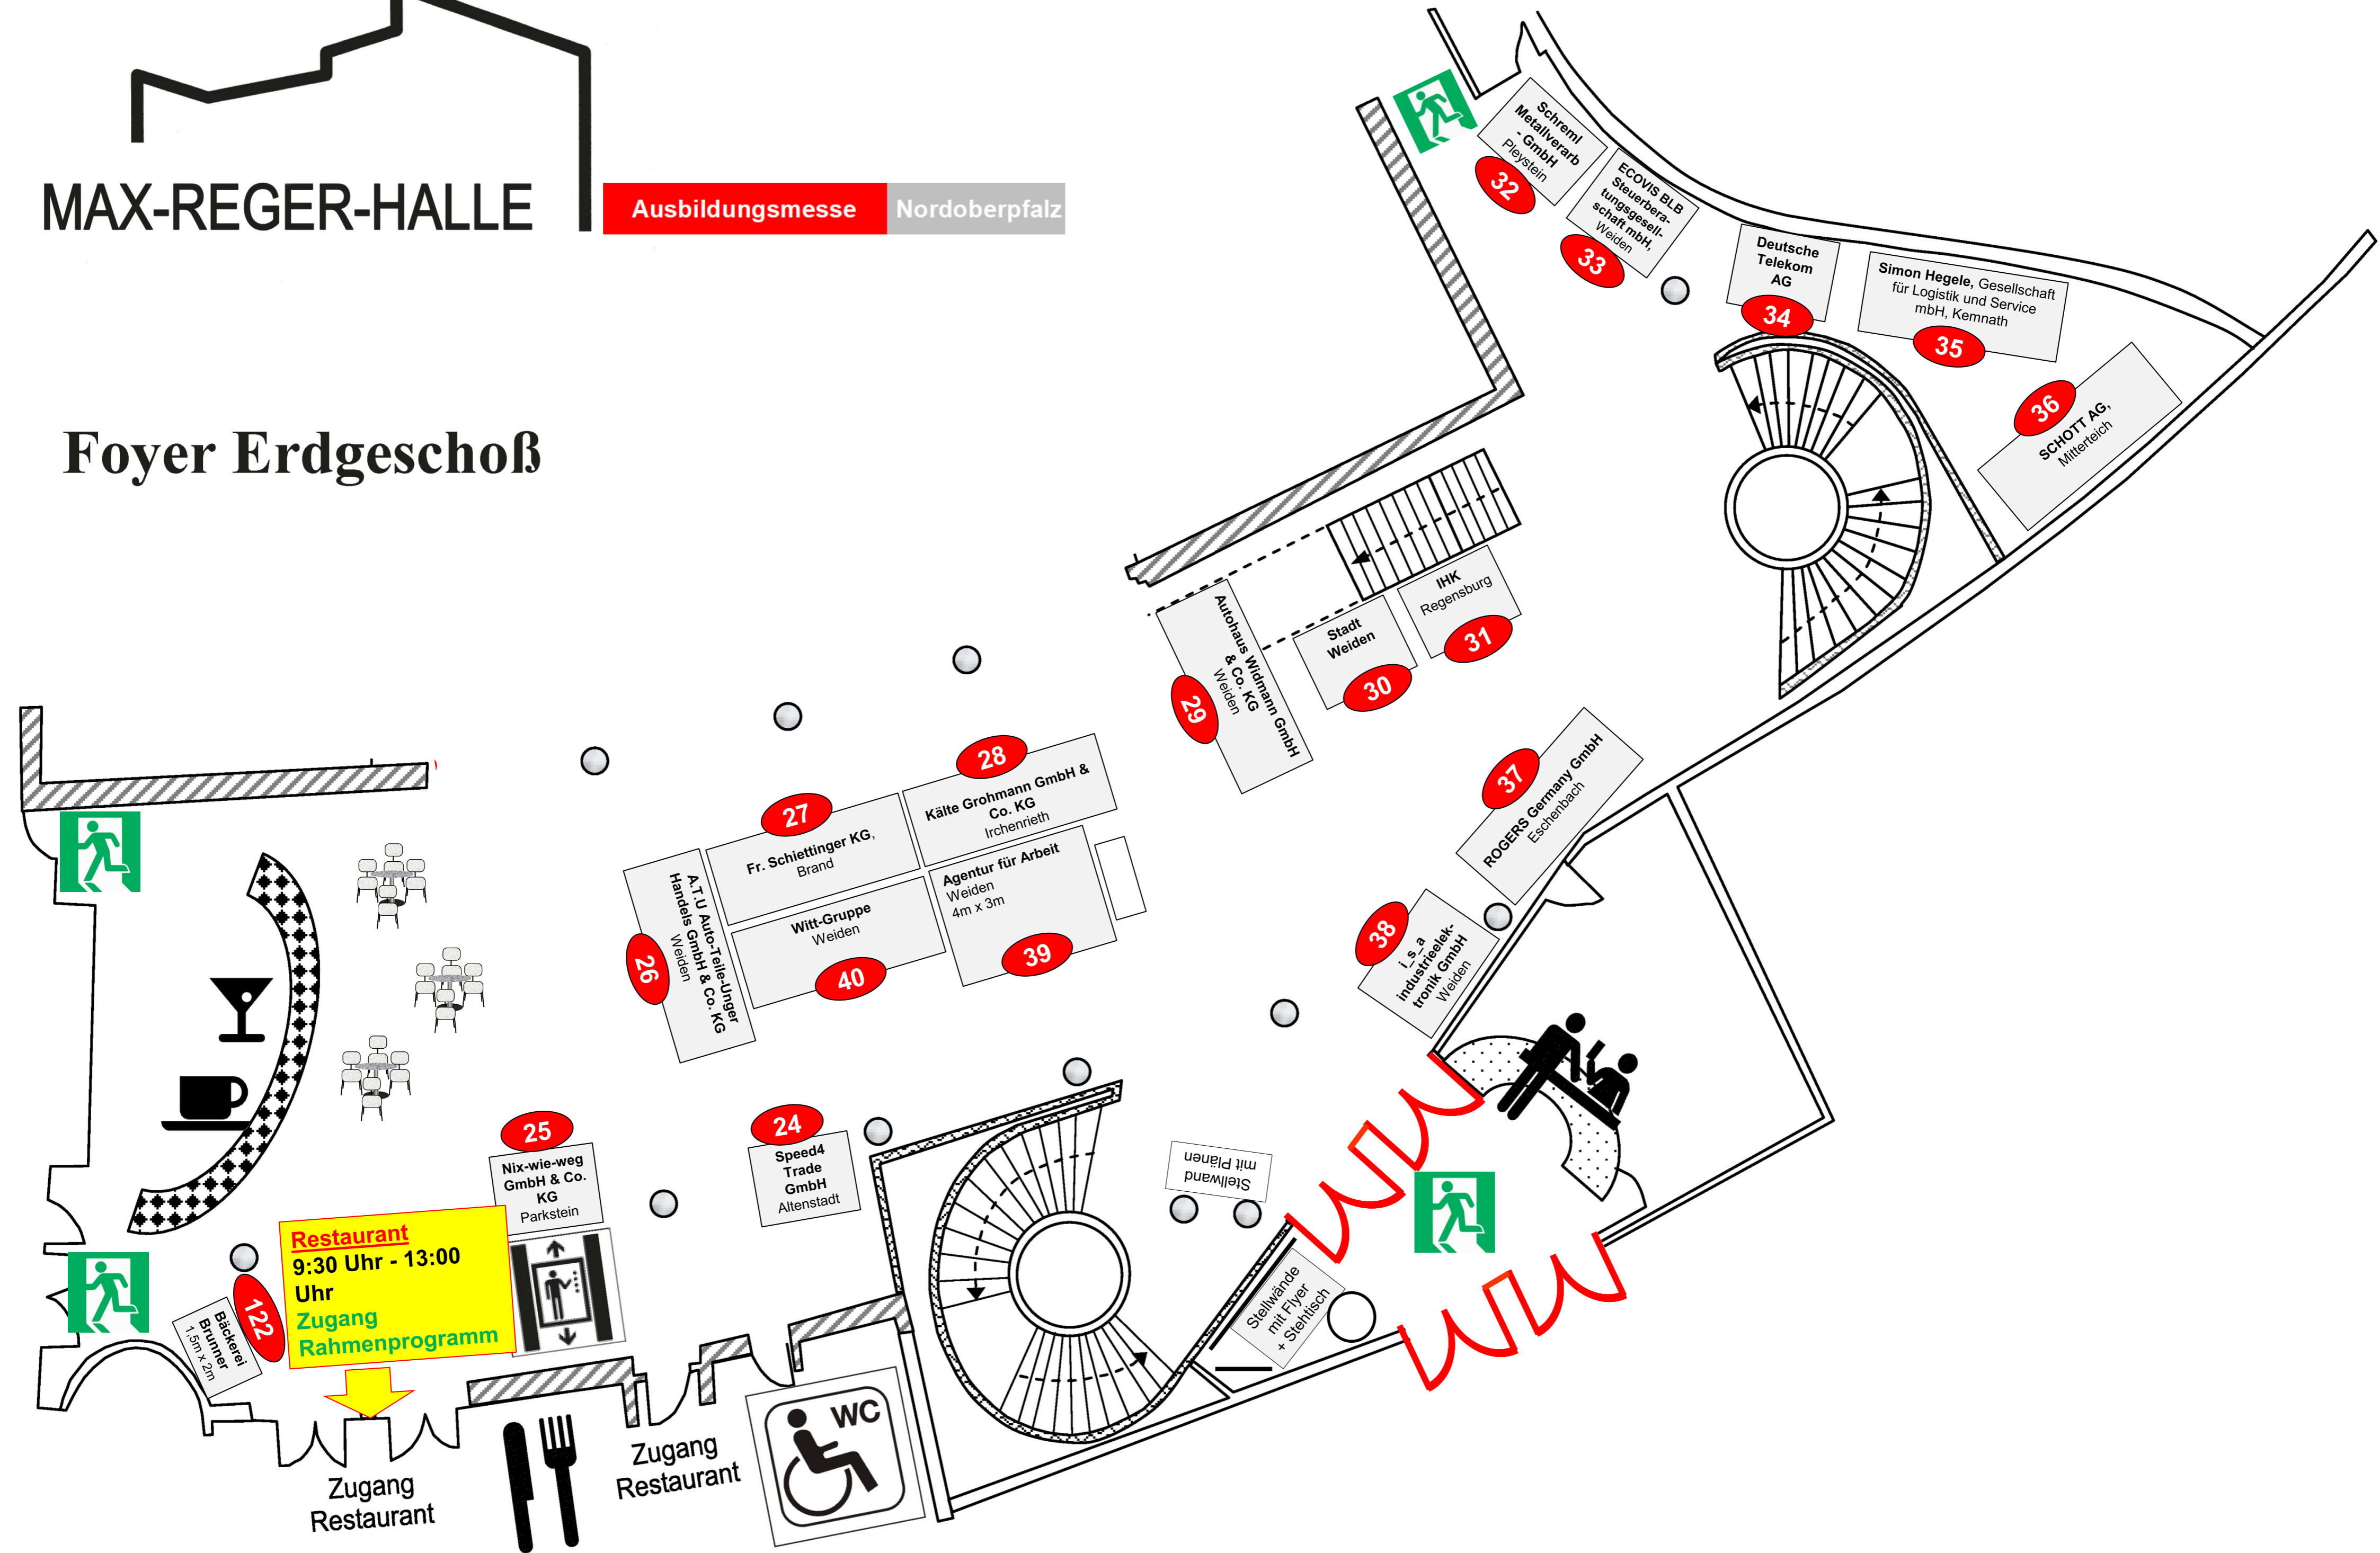 MAX-REGER-HALLE
Ausbildungsmesse Nordoberpfalz
Foyer Erdgeschoß
Schreml
Metallverarb
- GmbH
Pleystein
32
ECOVIS BLB
Steuerbera-
tungsgesell-
schaft mbH,
Weiden
33
Deutsche
Telekom
AG
34
Simon Hegele, Gesellschaft
für Logistik und Service
mbH, Kemnath
35
36
SCHOTT AG,
Mitterteich
IHK
Regensburg
31
Stadt
Weiden
30
Autohaus Widmann GmbH
& Co. KG
Weiden
29
28
Kälte Grohmann GmbH &
Co. KG
Irchenrieth
27
Fr. Schiettinger KG,
Brand
A.T.U Auto-Teile-Unger
Handels GmbH & Co. KG
Weiden
26
Witt-Gruppe
Weiden
40
Agentur für Arbeit
Weiden
4m x 3m
39
37
ROGERS Germany GmbH
Eschenbach
38
i_s_a
industrieelek-
tronik GmbH
Weiden
25
Nix-wie-weg
GmbH & Co.
KG
Parkstein
24
Speed4
Trade
GmbH
Altenstadt
Stellwand
mit Plänen
Stellwände
mit Flyer
+ Stehtisch
Restaurant
9:30 Uhr - 13:00
Uhr
Zugang
Rahmenprogramm
122
Bäckerei
Brunner
1,5m x 2m
WC
Zugang
Restaurant
Zugang
Restaurant